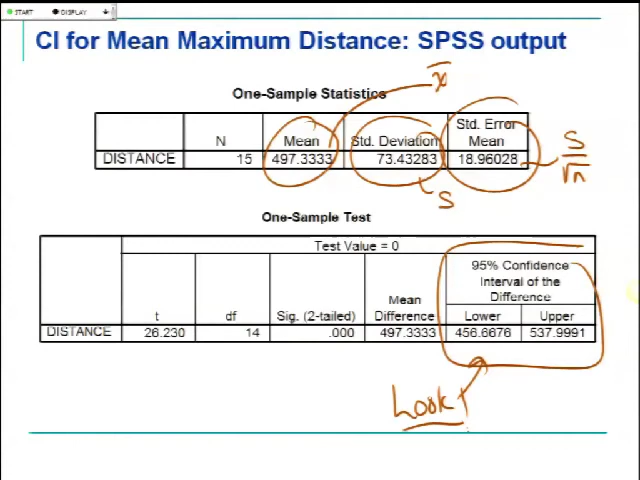 START DISPLAY
CI for Mean Maximum Distance: SPSS output
x̅
One-Sample Statistics
N Mean Std. Deviation Std. Error Mean
DISTANCE 15 497.3333 73.43283 18.96028
S/√n
S
One-Sample Test
Test Value = 0
95% Confidence
Interval of the
Difference
t df Sig. (2-tailed) Mean Difference Lower Upper
DISTANCE 26.230 14 .000 497.3333 456.6676 537.9991
Look!